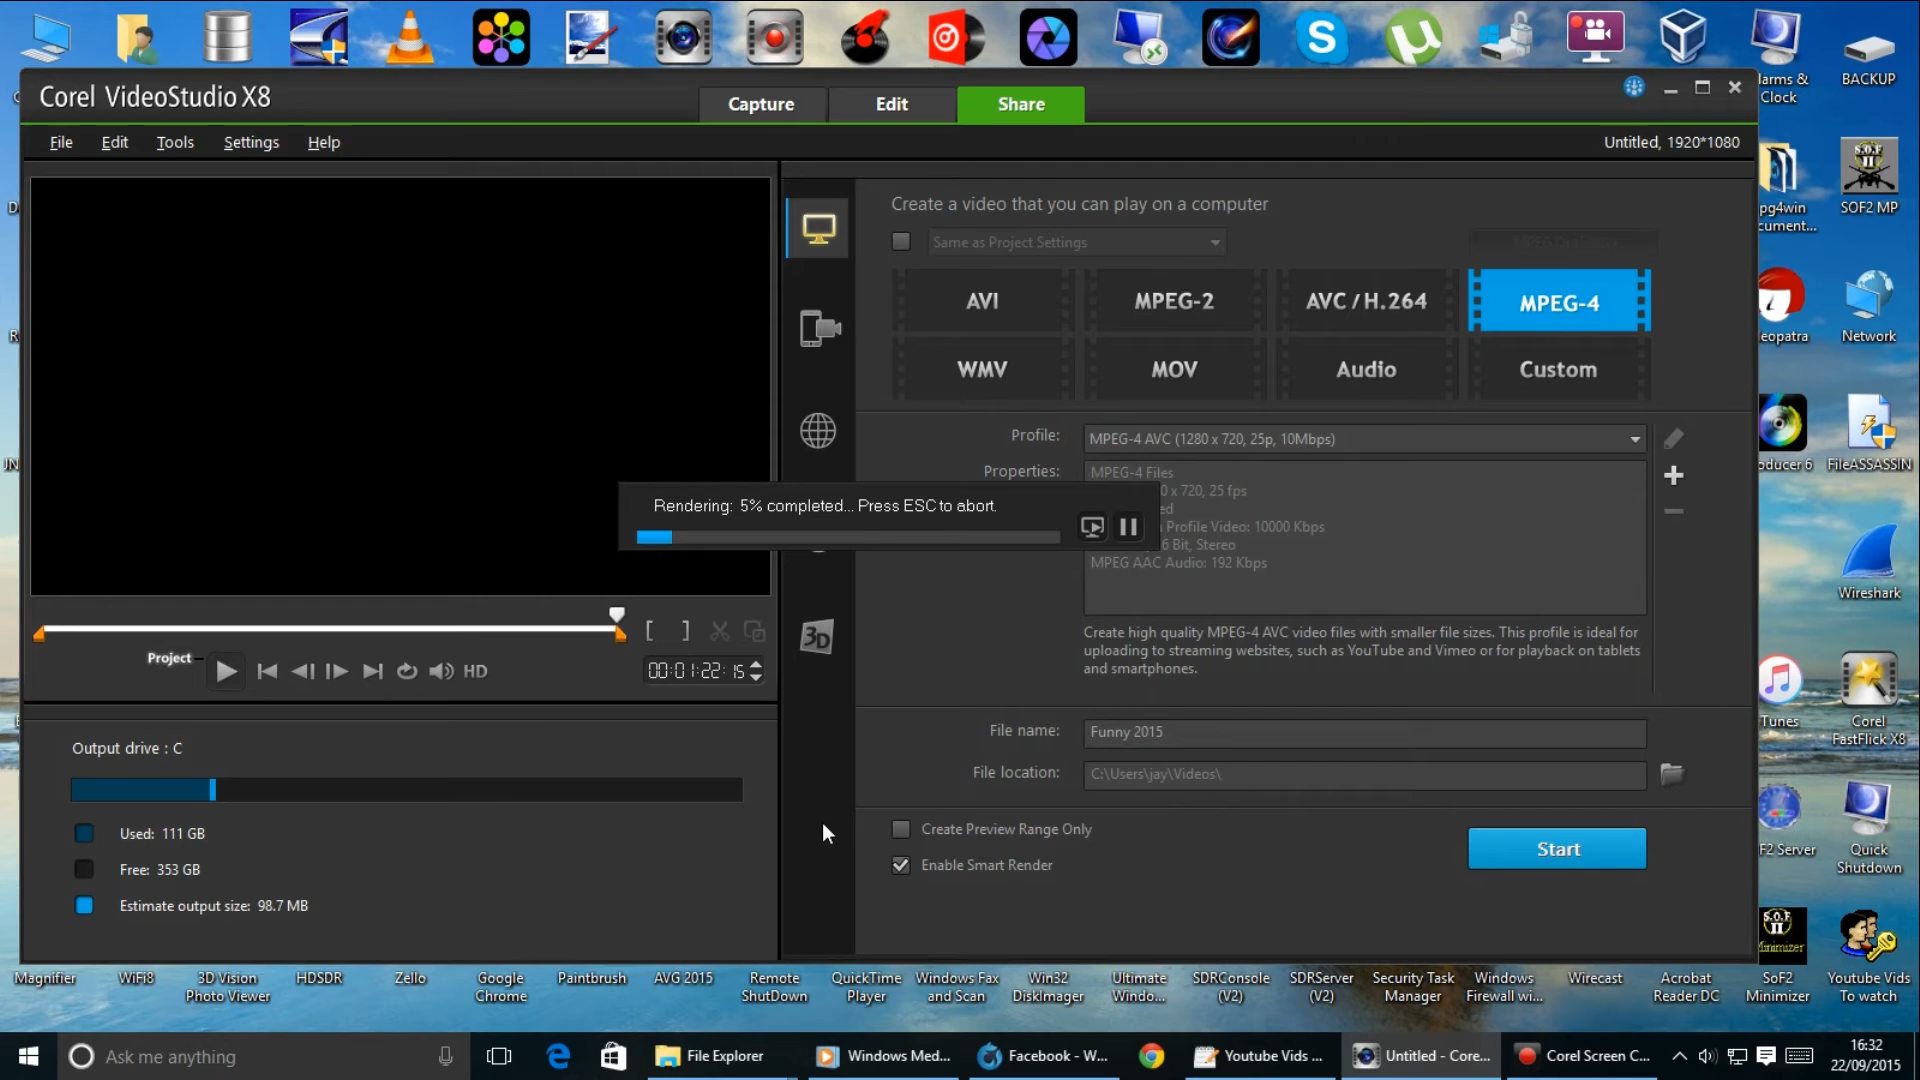 Corel VideoStudio X8
Capture
Edit
Share
File
Edit
Tools
Settings
Help
Untitled, 1920*1080
Create a video that you can play on a computer
Same as Project Settings
AVI
MPEG-2
AVC / H.264
MPEG-4
WMV
MOV
Audio
Custom
Profile:
MPEG-4 AVC (1280 x 720, 25p, 10Mbps)
Properties:
MPEG-4 Files
0 x 720, 25 fps
Profile Video: 10000 Kbps
6 Bit, Stereo
MPEG AAC Audio: 192 Kbps
Rendering: 5% completed... Press ESC to abort.
Create high quality MPEG-4 AVC video files with smaller file sizes. This profile is ideal for
uploading to streaming websites, such as YouTube and Vimeo or for playback on tablets
and smartphones.
3D
Project
HD
00:01:22:15
File name:
Funny 2015
File location:
C:\Users\jay\Videos\
Output drive : C
Used: 111 GB
Free: 353 GB
Estimate output size: 98.7 MB
Create Preview Range Only
Enable Smart Render
Start
larms &
Clock
BACKUP
pg4win
cument...
S.O.F
II
SOF2 MP
eopatra
Network
oducer 6
FileASSASSIN
Wireshark
Tunes
Corel
FastFlick X8
F2 Server
Quick
Shutdown
S.O.F
II
Minimizer
Magnifier
WiFi8
3D Vision
Photo Viewer
HDSDR
Zello
Google
Chrome
Paintbrush
AVG 2015
Remote
ShutDown
QuickTime
Player
Windows Fax
and Scan
Win32
DiskImager
Ultimate
Windo...
SDRConsole
(V2)
SDRServer
(V2)
Security Task
Manager
Windows
Firewall wi...
Wirecast
Acrobat
Reader DC
SoF2
Minimizer
Youtube Vids
To watch
Ask me anything
File Explorer
Windows Med...
Facebook - W...
Youtube Vids ...
Untitled - Core...
Corel Screen C...
16:32
22/09/2015